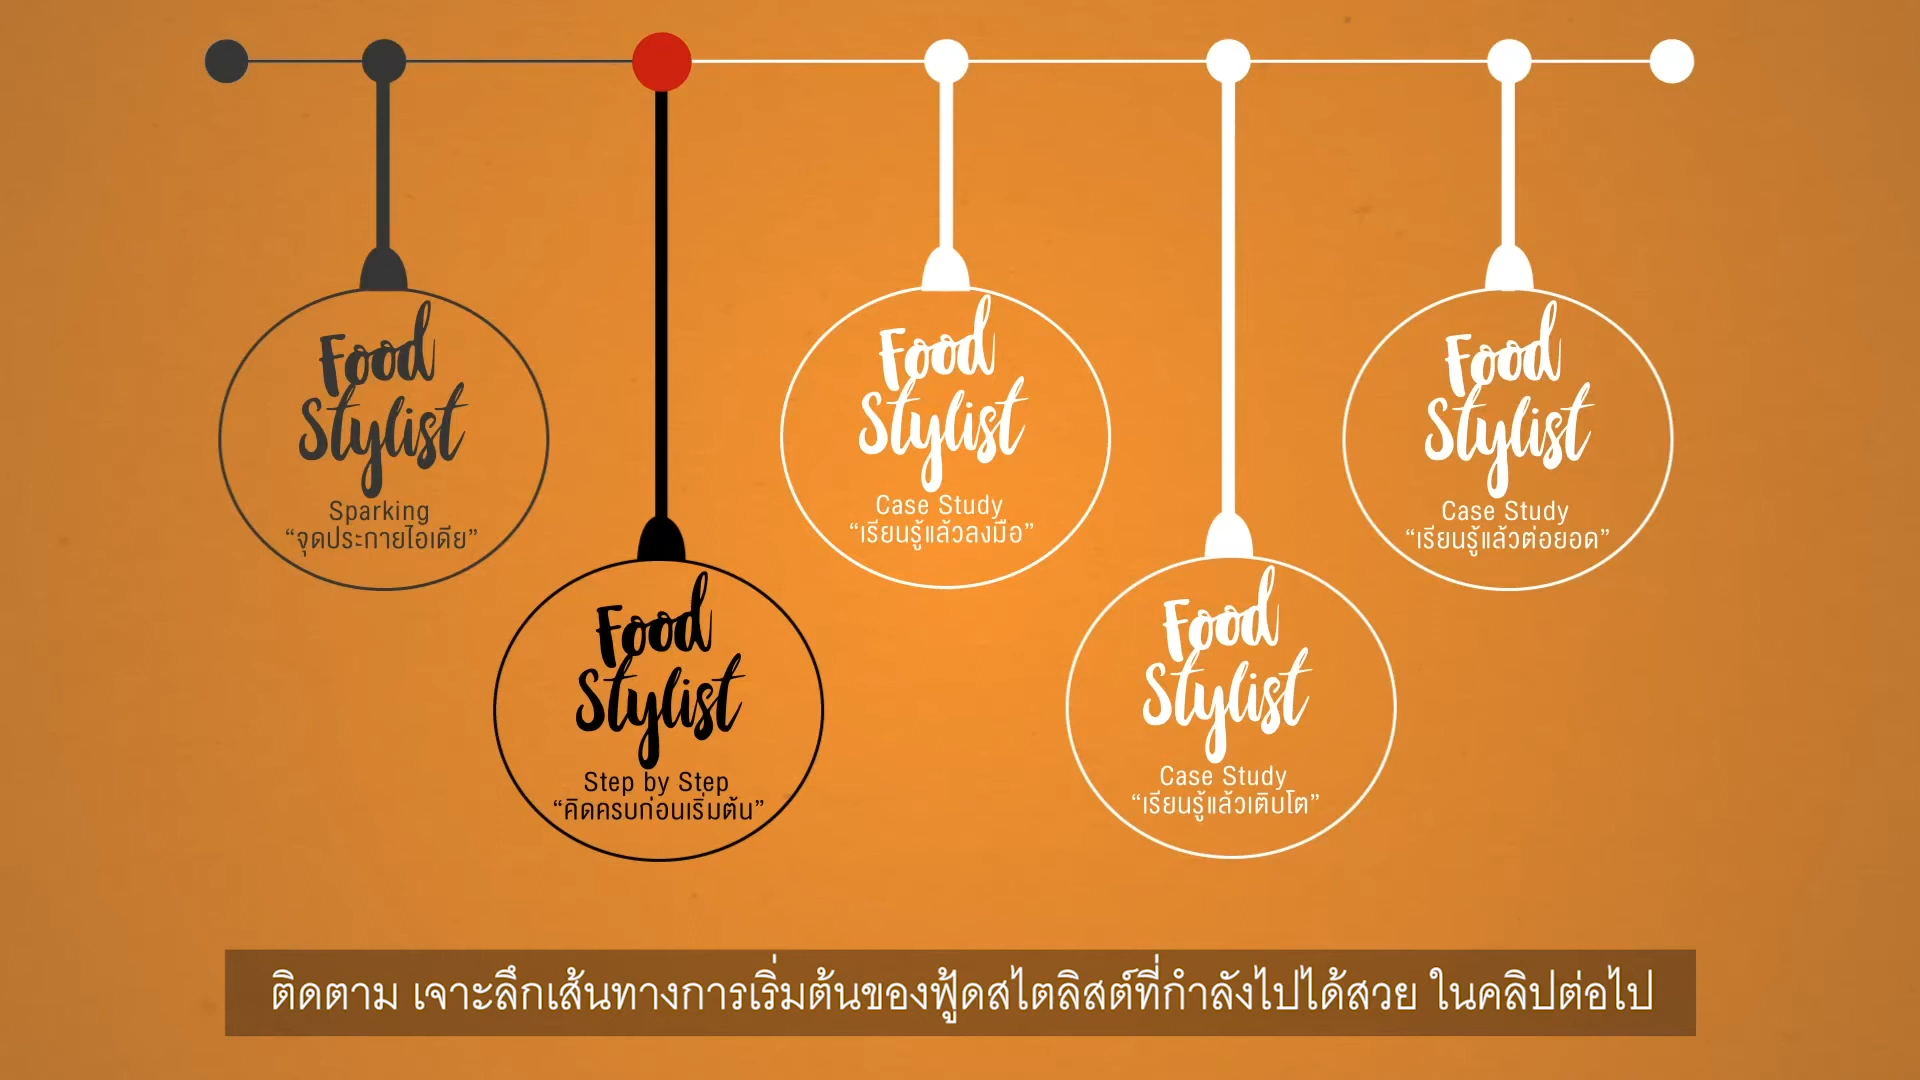 Food
Stylist
Sparking
“จุดประกายไอเดีย”
Food
Stylist
Step by Step
“คิดครบก่อนเริ่มต้น”
Food
Stylist
Case Study
“เรียนรู้แล้วลงมือ”
Food
Stylist
Case Study
“เรียนรู้แล้วเติบโต”
Food
Stylist
Case Study
“เรียนรู้แล้วต่อยอด”
ติดตาม เจาะลึกเส้นทางการเริ่มต้นของฟู้ดสไตลิสต์ที่กำลังไปได้สวย ในคลิปต่อไป